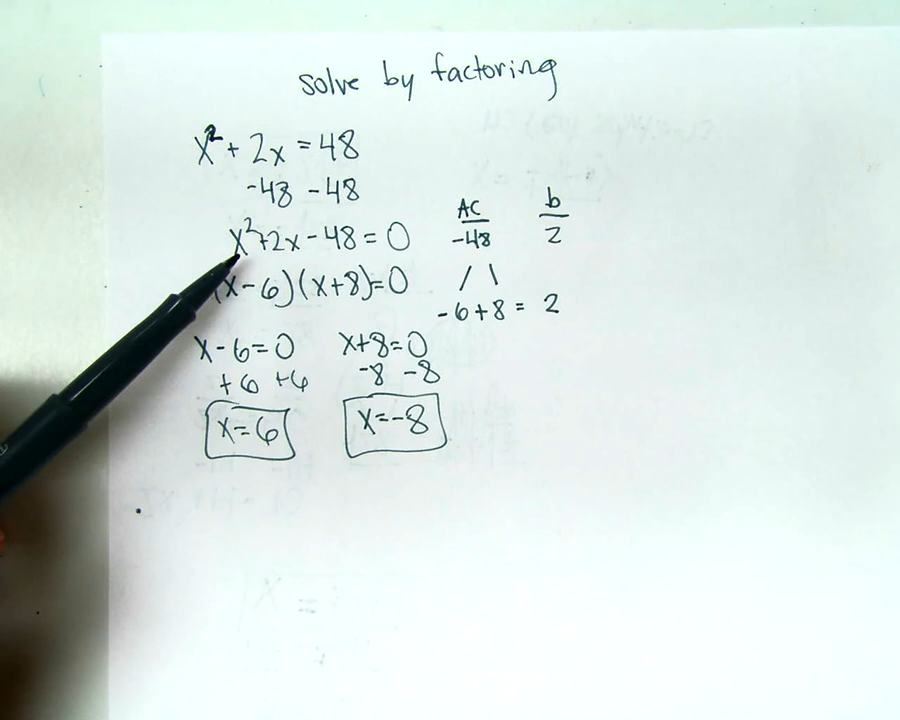 solve by factoring
x² + 2x = 48
-48 -48
x²+2x - 48 = 0
(x - 6)(x+8)=0
AC b
-48 2
/ \
-6+8 = 2
x - 6=0 x+8=0
+6 +6 -8 -8
x=6 x=-8